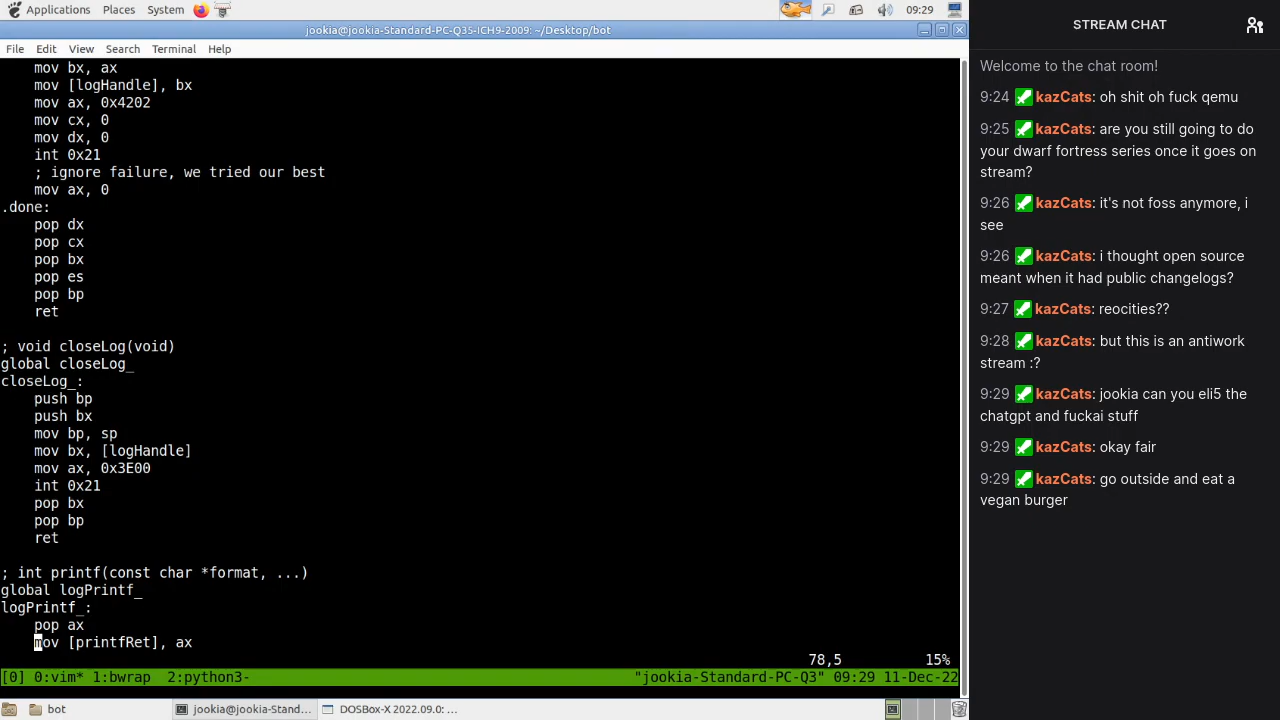 Applications Places System 09:29
jookia@jookia-Standard-PC-Q35-ICH9-2009: ~/Desktop/bot
File Edit View Search Terminal Help
mov bx, ax
mov [logHandle], bx
mov ax, 0x4202
mov cx, 0
mov dx, 0
int 0x21
; ignore failure, we tried our best
mov ax, 0
.done:
pop dx
pop cx
pop bx
pop es
pop bp
ret
; void closeLog(void)
global closeLog_
closeLog_:
push bp
push bx
mov bp, sp
mov bx, [logHandle]
mov ax, 0x3E00
int 0x21
pop bx
pop bp
ret
; int printf(const char *format, ...)
global logPrintf_
logPrintf_:
pop ax
mov [printfRet], ax
78,5 15%
[0] 0:vim* 1:bwrap 2:python3- "jookia-Standard-PC-Q3" 09:29 11-Dec-22
bot jookia@jookia-Stand... DOSBox-X 2022.09.0: ...
STREAM CHAT
Welcome to the chat room!
9:24 kazCats: oh shit oh fuck qemu
9:25 kazCats: are you still going to do
your dwarf fortress series once it goes on
stream?
9:26 kazCats: it's not foss anymore, i
see
9:26 kazCats: i thought open source
meant when it had public changelogs?
9:27 kazCats: reocities??
9:28 kazCats: but this is an antiwork
stream :?
9:29 kazCats: jookia can you eli5 the
chatgpt and fuckai stuff
9:29 kazCats: okay fair
9:29 kazCats: go outside and eat a
vegan burger